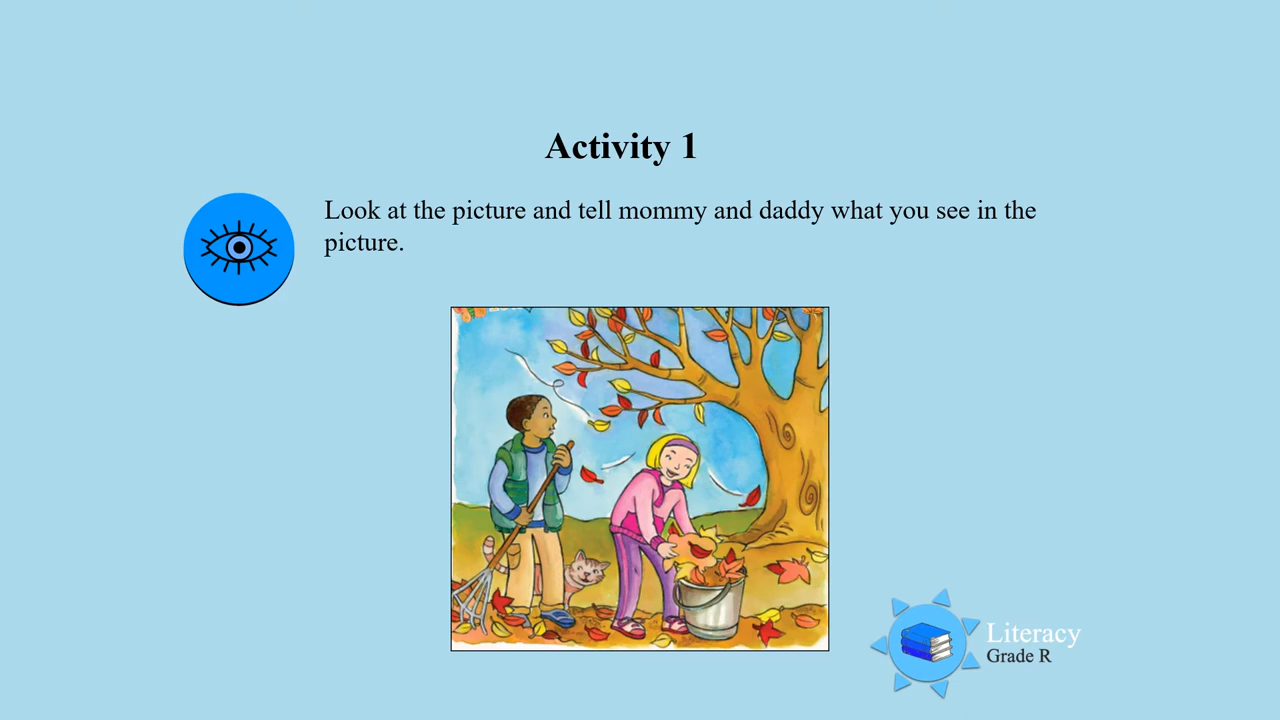 Activity 1
Look at the picture and tell mommy and daddy what you see in the
picture.
Literacy
Grade R